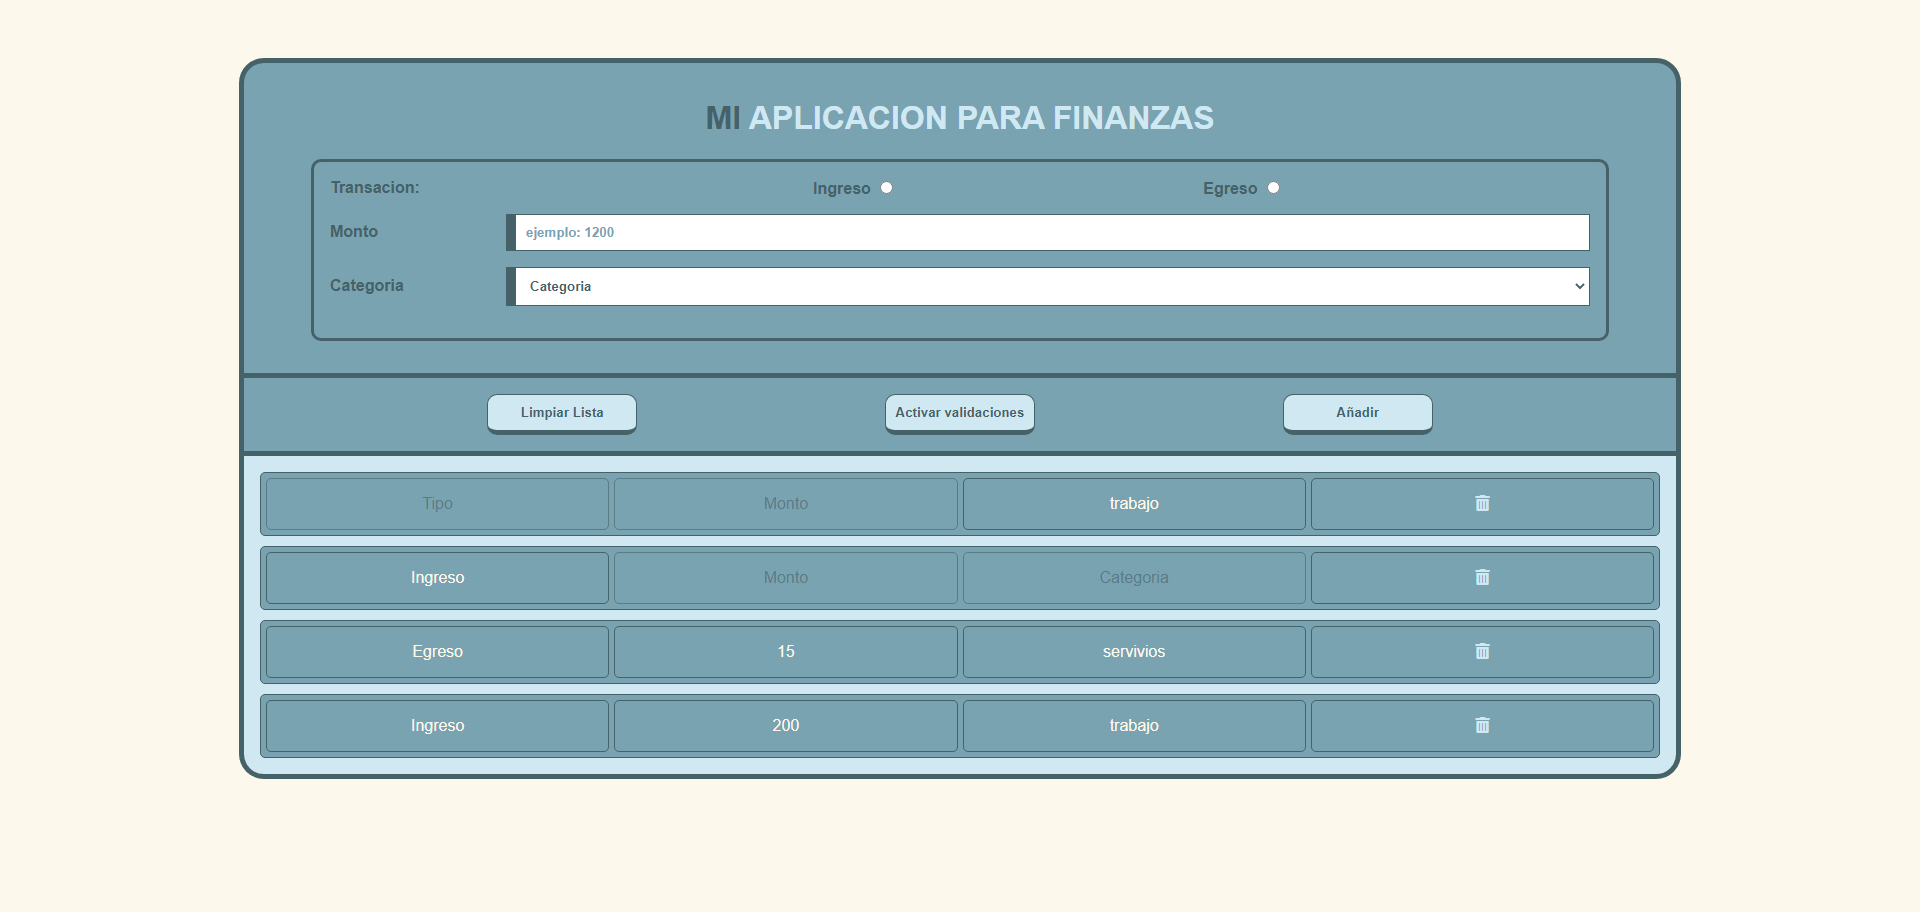 MI APLICACION PARA FINANZAS
Transacion: Ingreso Egreso
Monto ejemplo: 1200
Categoria Categoria
Limpiar Lista Activar validaciones Añadir
Tipo Monto trabajo
Ingreso Monto Categoria
Egreso 15 servivios
Ingreso 200 trabajo